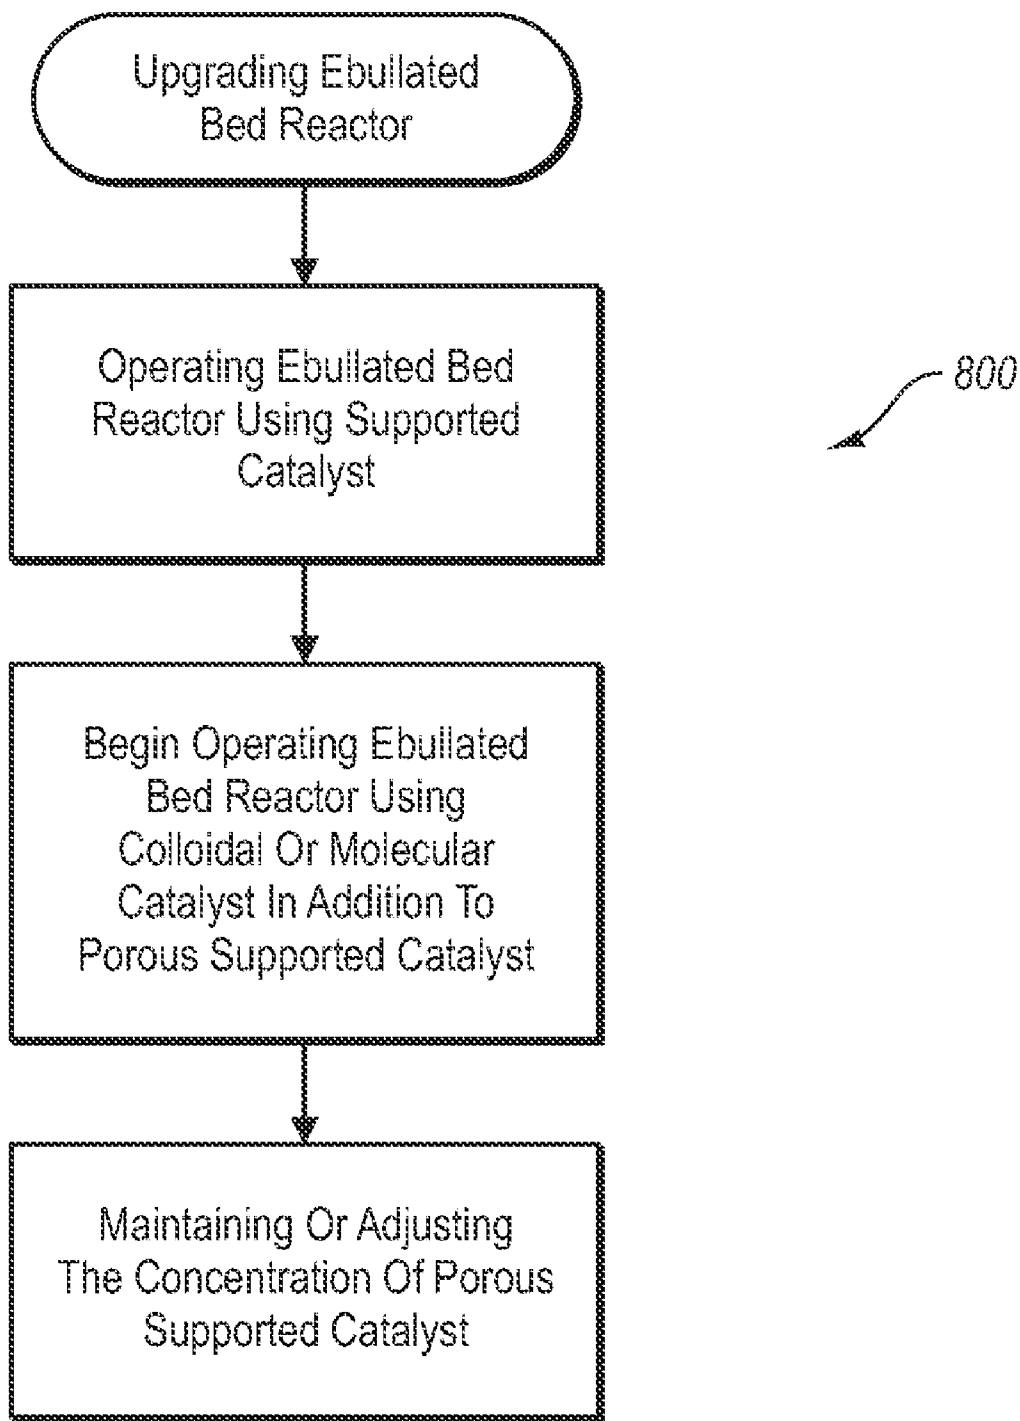 Upgrading Ebullated
Bed Reactor
Operating Ebullated Bed
Reactor Using Supported
Catalyst
800
Begin Operating Ebullated
Bed Reactor Using
Colloidal Or Molecular
Catalyst In Addition To
Porous Supported Catalyst
Maintaining Or Adjusting
The Concentration Of Porous
Supported Catalyst